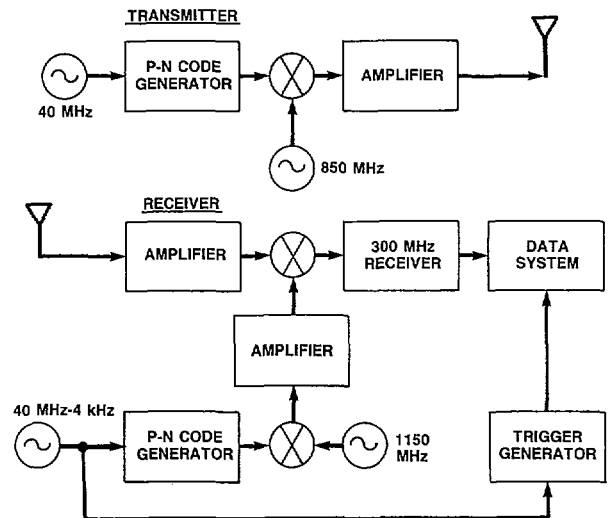 TRANSMITTER
P-N CODE
GENERATOR
AMPLIFIER
40 MHz
850 MHz
RECEIVER
AMPLIFIER
300 MHz
RECEIVER
DATA
SYSTEM
AMPLIFIER
40 MHz-4 kHz
P-N CODE
GENERATOR
1150
MHz
TRIGGER
GENERATOR